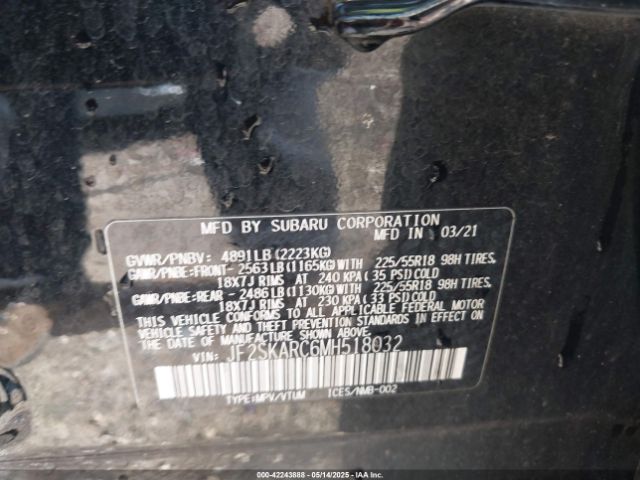 MFD BY SUBARU CORPORATION MFD IN 03/21
GVWR/PNBV: 4891LB(2223KG)
GAWR/PNBE:FRONT- 2563LB(1165KG)WITH 225/55R18 98H TIRES.
18X7J RIMS AT 240 KPA(35 PSI)COLD
GAWR/PNBE:REAR - 2486LB(1130KG)WITH 225/55R18 98H TIRES.
18X7J RIMS AT 230 KPA(33 PSI)COLD
THIS VEHICLE CONFORMS TO ALL APPLICABLE FEDERAL MOTOR
VEHICLE SAFETY AND THEFT PREVENTION STANDARDS IN EFFECT
ON THE DATE OF MANUFACTURE SHOWN ABOVE.
VIN: JF2SKARC6MH518032
TYPE:MPV/VTUM ICES/NMB-002
000-42243888 - 05/14/2025 - IAA Inc.